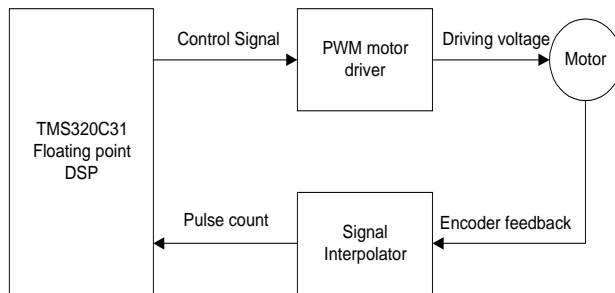 Control Signal
PWM motor
driver
Driving voltage
Motor
TMS320C31
Floating point
DSP
Pulse count
Signal
Interpolator
Encoder feedback